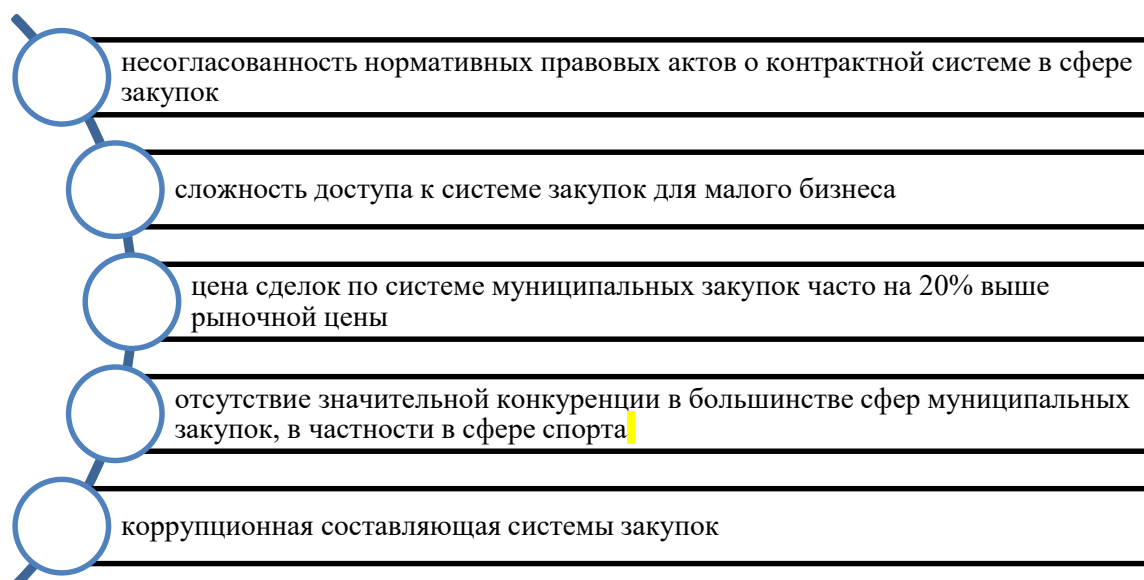 несогласованность нормативных правовых актов о контрактной системе в сфере
закупок
сложность доступа к системе закупок для малого бизнеса
цена сделок по системе муниципальных закупок часто на 20% выше
рыночной цены
отсутствие значительной конкуренции в большинстве сфер муниципальных
закупок, в частности в сфере спорта
коррупционная составляющая системы закупок